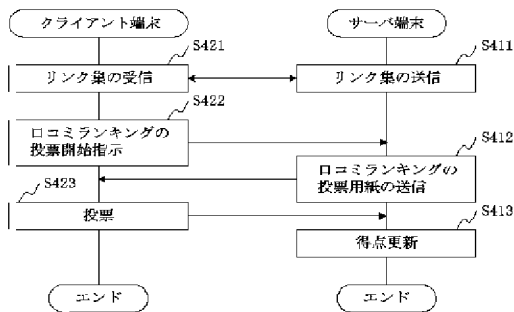 クライアント端末
サーバ端末
S421
S411
リンク集の受信
リンク集の送信
S422
口コミランキングの
投票開始指示
S412
口コミランキングの
投票用紙の送信
S423
投票
S413
得点更新
エンド
エンド